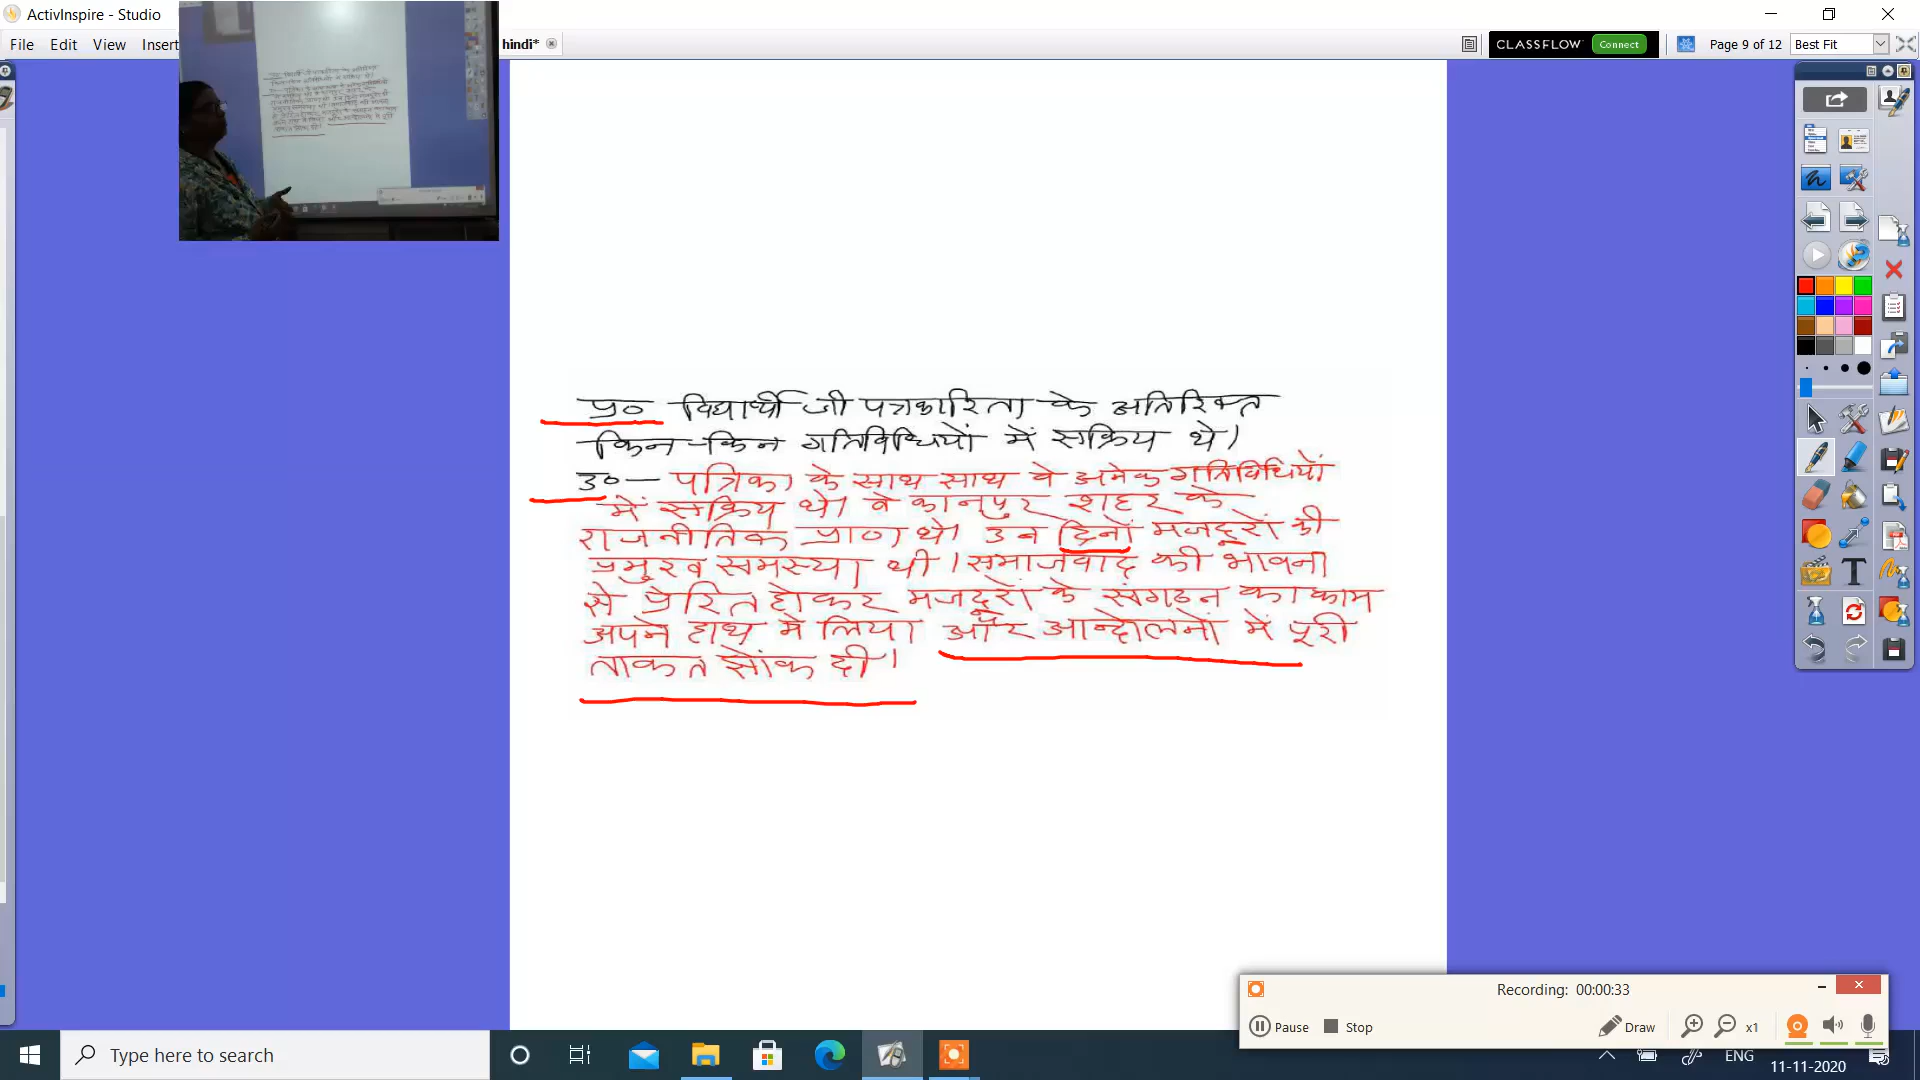 ActivInspire - Studio
File Edit View Insert
hindi*
CLASSFLOW Connect
Page 9 of 12
Best Fit
प्र० विद्यार्थी जी पत्रकारिता के अतिरिक्त
किन-किन गतिविधियों में सक्रिय थे।
उ०— पत्रिका के साथ साथ वे अनेक गतिविधियों
में सक्रिय थे। वे कानपुर शहर के
राजनीतिक प्राण थे। उन दिनों मजदूरों की
प्रमुख समस्या थी। समाजवाद की भावना
से प्रेरित होकर मजदूरों के संगठन का काम
अपने हाथ में लिया और आन्दोलनों में पूरी
ताकत झोंक दी।
Recording: 00:00:33
Pause Stop Draw x1
Type here to search
ENG
11-11-2020